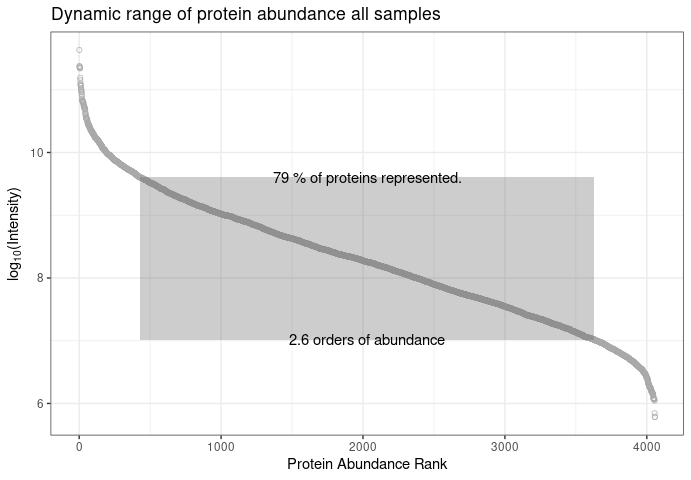 Dynamic range of protein abundance all samples
log10(Intensity)
10
8
6
79 % of proteins represented.
2.6 orders of abundance
0
1000
2000
3000
4000
Protein Abundance Rank